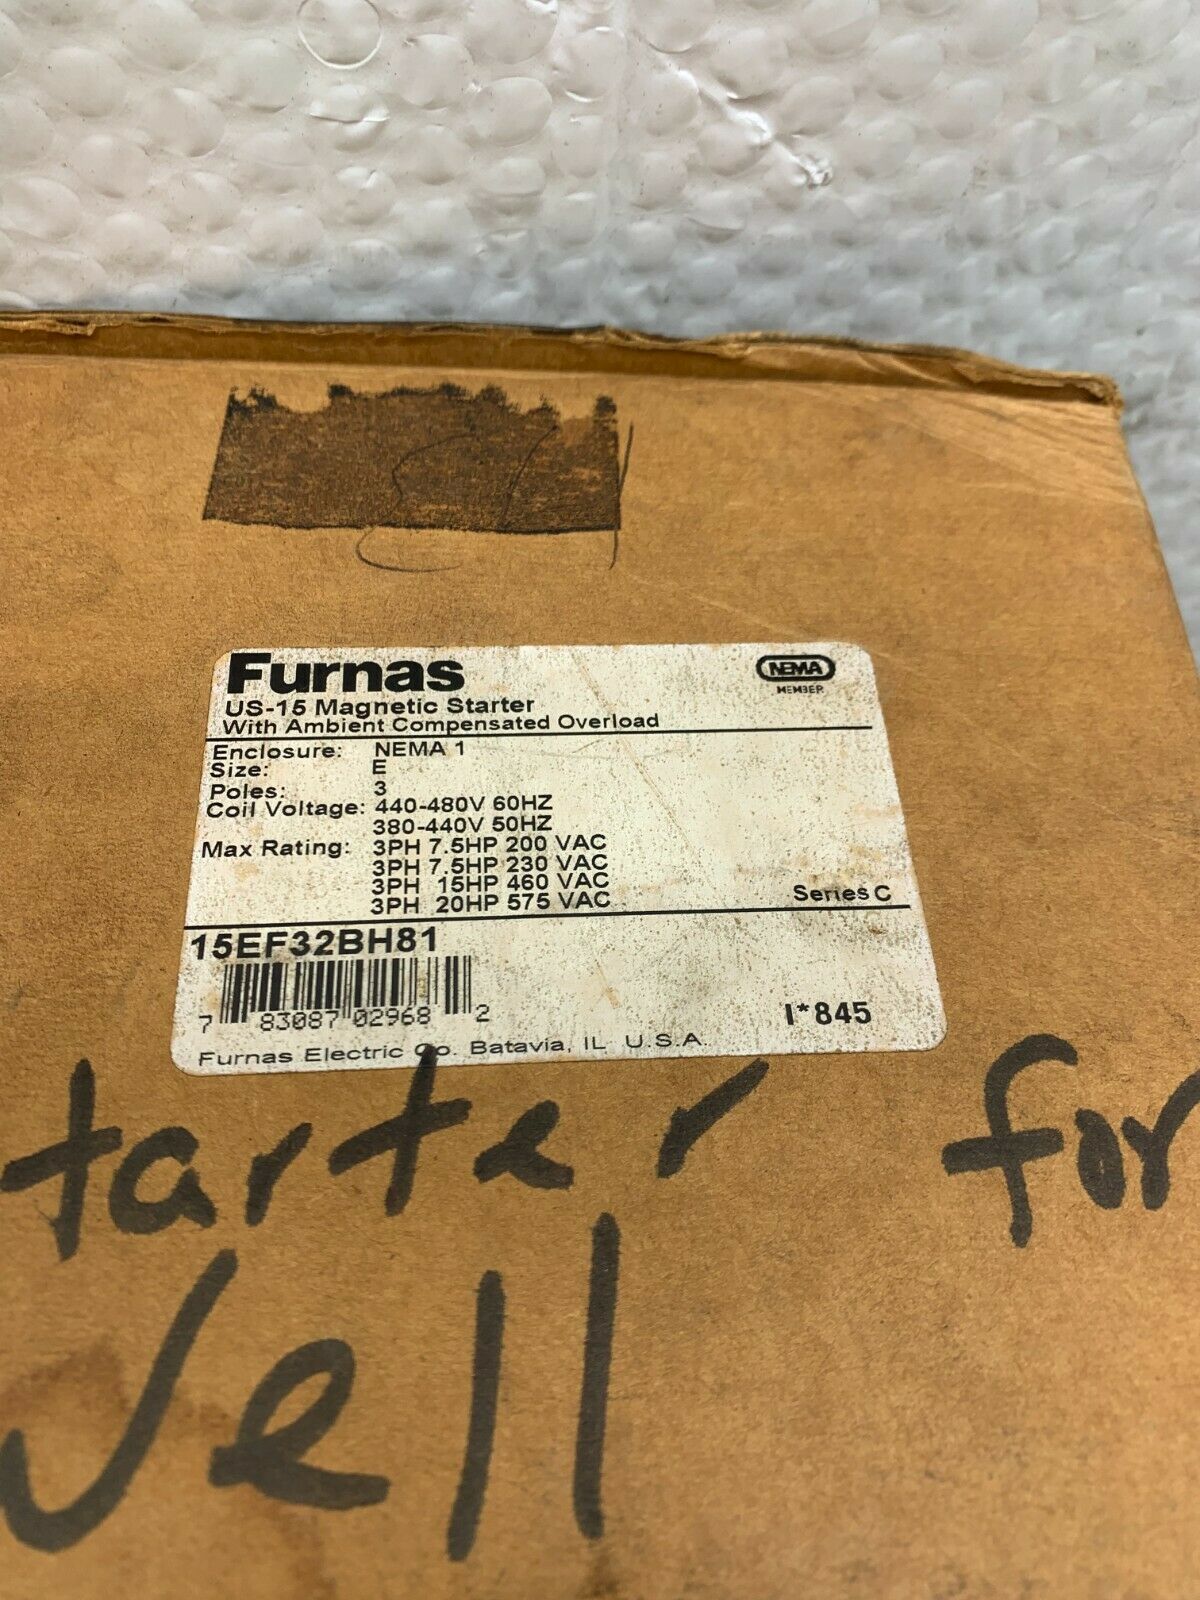 Furnas
NEMA
MEMBER
US-15 Magnetic Starter
With Ambient Compensated Overload
Enclosure: NEMA 1
Size: E
Poles: 3
Coil Voltage: 440-480V 60HZ
380-440V 50HZ
Max Rating: 3PH 7.5HP 200 VAC
3PH 7.5HP 230 VAC
3PH 15HP 460 VAC
3PH 20HP 575 VAC
Series C
15EF32BH81
7 83087 02968 2
I*845
Furnas Electric Co. Batavia, IL U.S.A.
tarter for
Well